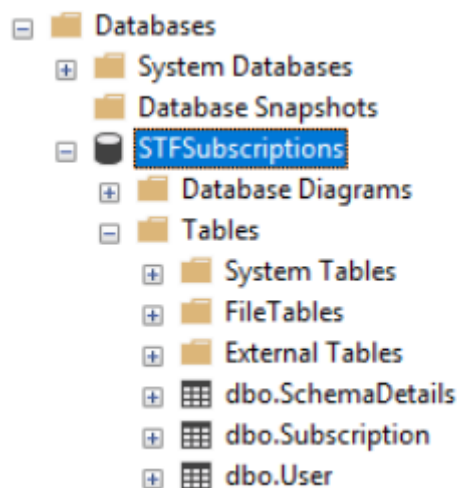 Databases
System Databases
Database Snapshots
STFSubscriptions
Database Diagrams
Tables
System Tables
FileTables
External Tables
dbo.SchemaDetails
dbo.Subscription
dbo.User